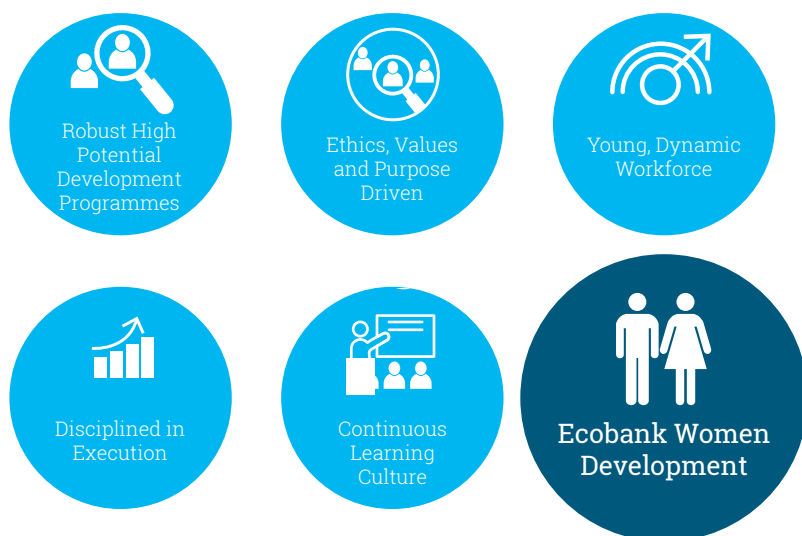 Robust High
Potential
Development
Programmes
Ethics, Values
and Purpose
Driven
Young, Dynamic
Workforce
Disciplined in
Execution
Continuous
Learning
Culture
Ecobank Women
Development